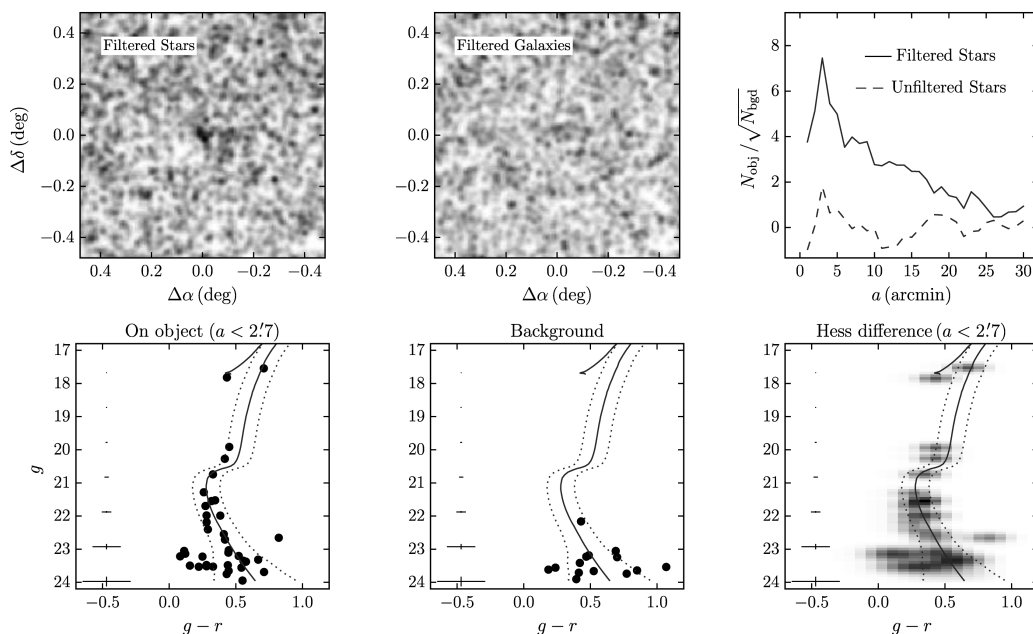 Filtered Stars
0.4
0.2
0.0
−0.2
−0.4
Δδ (deg)
0.4 0.2 0.0 −0.2 −0.4
Δα (deg)
Filtered Galaxies
0.4
0.2
0.0
−0.2
−0.4
0.4 0.2 0.0 −0.2 −0.4
Δα (deg)
Filtered Stars
Unfiltered Stars
8
6
4
2
0
N_obj / √N_bgd
0 5 10 15 20 25 30
a (arcmin)
On object (a < 2.′7)
17
18
19
20
21
22
23
24
g
−0.5 0.0 0.5 1.0
g − r
Background
17
18
19
20
21
22
23
24
−0.5 0.0 0.5 1.0
g − r
Hess difference (a < 2.′7)
17
18
19
20
21
22
23
24
−0.5 0.0 0.5 1.0
g − r